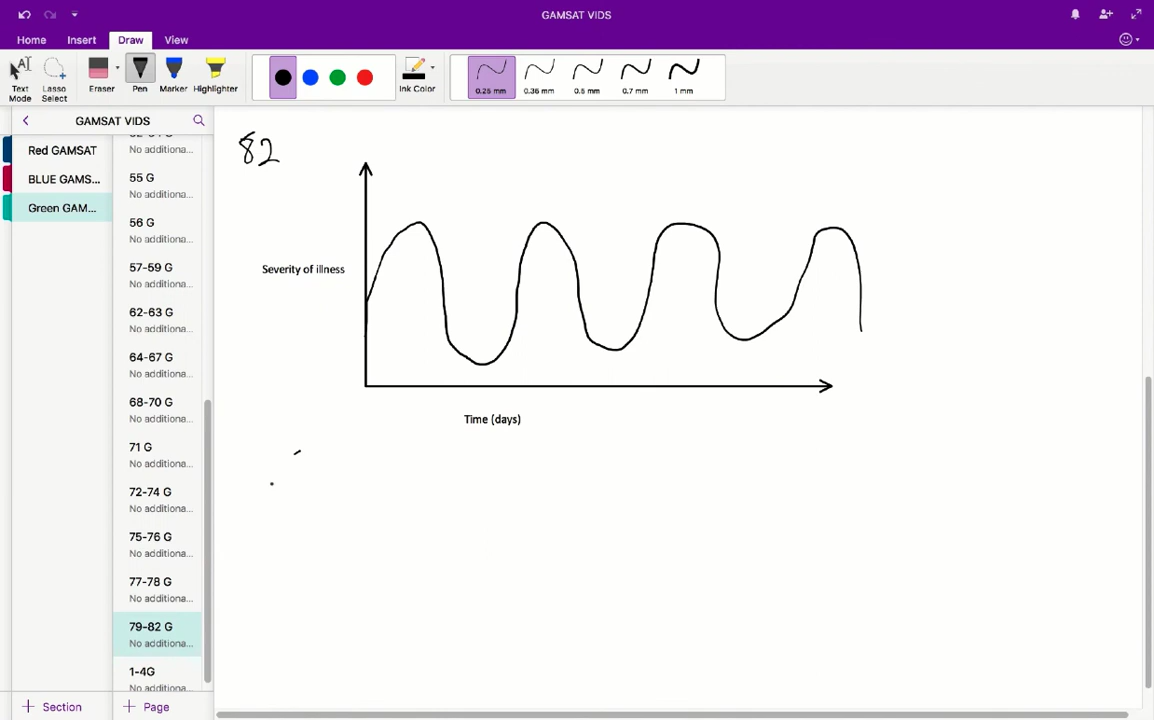 GAMSAT VIDS
Home Insert Draw View
Text Mode
Lasso Select
Eraser
Pen
Marker
Highlighter
Ink Color
0.25 mm
0.35 mm
0.5 mm
0.7 mm
1 mm
GAMSAT VIDS
Red GAMSAT
BLUE GAMS...
Green GAM...
No additiona...
55 G
No additiona...
56 G
No additiona...
57-59 G
No additiona...
62-63 G
No additiona...
64-67 G
No additiona...
68-70 G
No additiona...
71 G
No additiona...
72-74 G
No additiona...
75-76 G
No additiona...
77-78 G
No additiona...
79-82 G
No additiona...
1-4G
No additiona...
+ Section
+ Page
82
Severity of illness
Time (days)